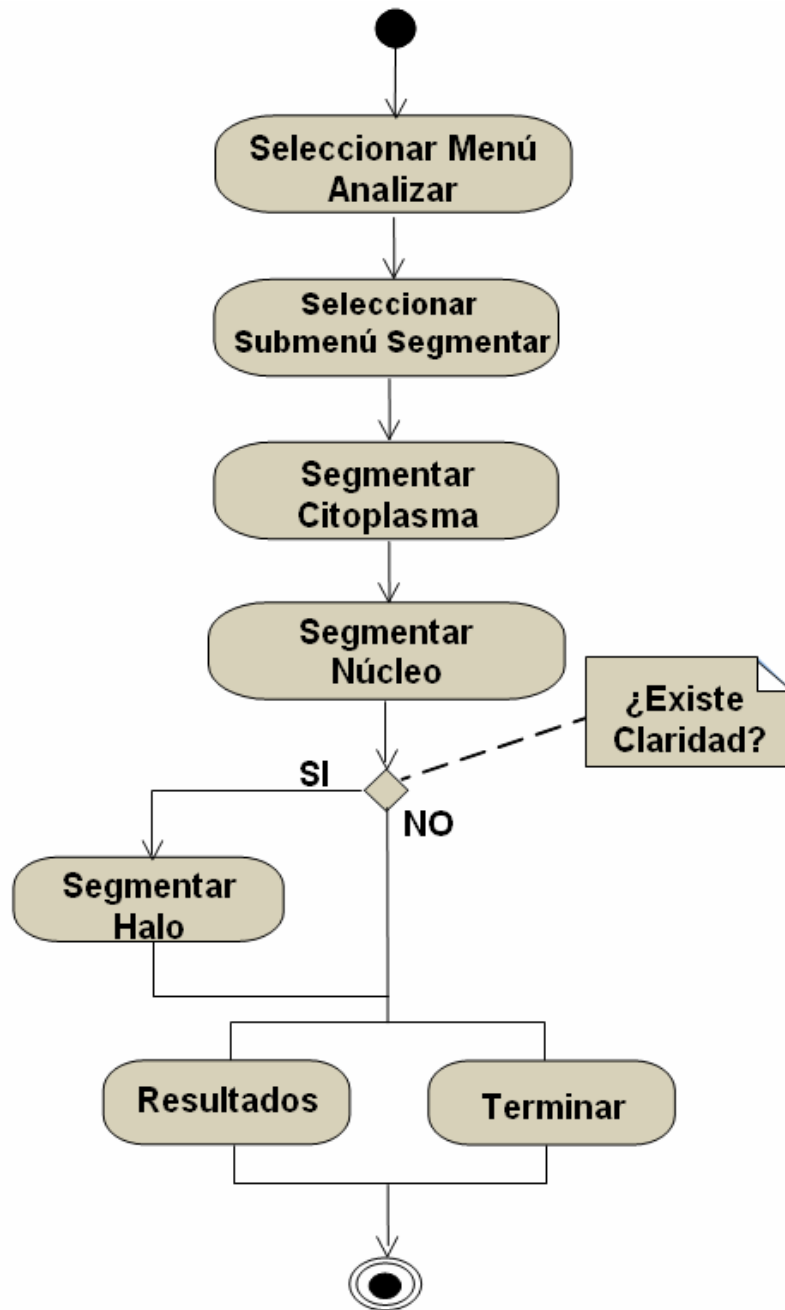 Seleccionar Menú
Analizar
Seleccionar
Submenú Segmentar
Segmentar
Citoplasma
Segmentar
Núcleo
¿Existe
Claridad?
SI
NO
Segmentar
Halo
Resultados
Terminar